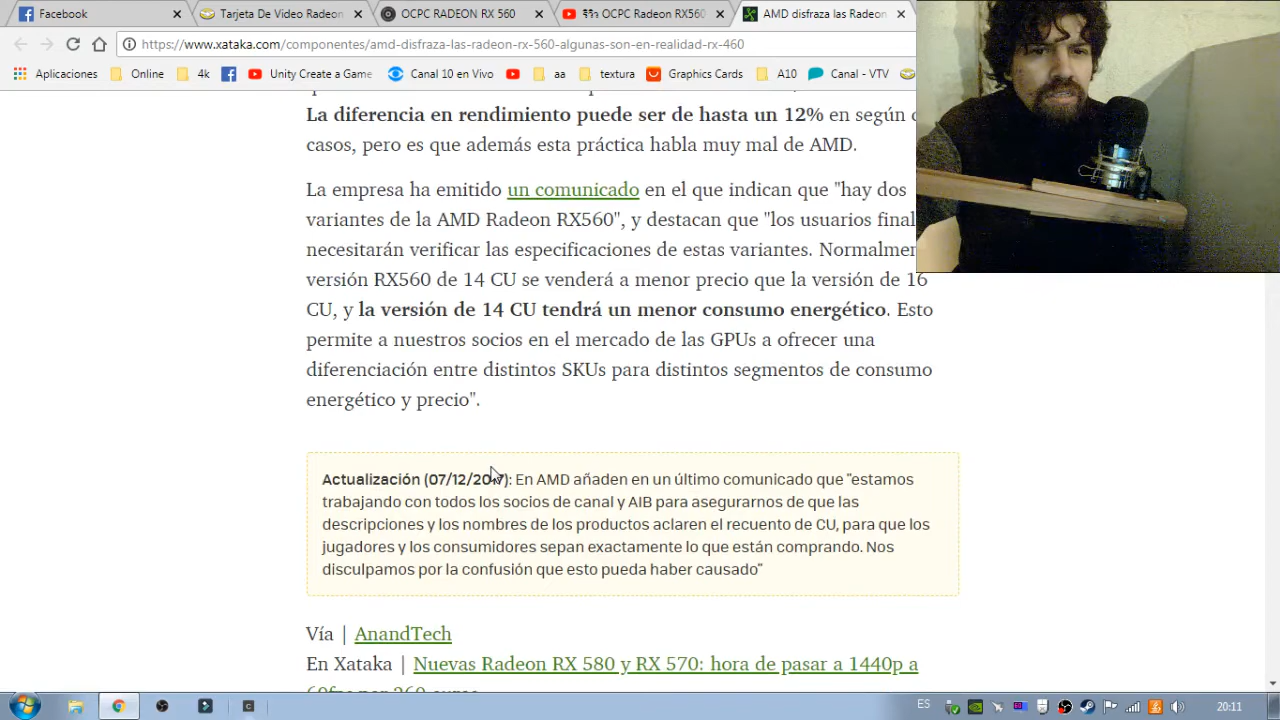 Facebook
Tarjeta De Video Radeon
OCPC RADEON RX 560
OCPC Radeon RX560
AMD disfraza las Radeon
https://www.xataka.com/componentes/amd-disfraza-las-radeon-rx-560-algunas-son-en-realidad-rx-460
Aplicaciones
Online
4k
Unity Create a Game
Canal 10 en Vivo
aa
textura
Graphics Cards
A10
Canal - VTV
La diferencia en rendimiento puede ser de hasta un 12% en según
casos, pero es que además esta práctica habla muy mal de AMD.
La empresa ha emitido un comunicado en el que indican que "hay dos
variantes de la AMD Radeon RX560", y destacan que "los usuarios final
necesitarán verificar las especificaciones de estas variantes. Normalmen
versión RX560 de 14 CU se venderá a menor precio que la versión de 16
CU, y la versión de 14 CU tendrá un menor consumo energético. Esto
permite a nuestros socios en el mercado de las GPUs a ofrecer una
diferenciación entre distintos SKUs para distintos segmentos de consumo
energético y precio".
Actualización (07/12/2017): En AMD añaden en un último comunicado que "estamos
trabajando con todos los socios de canal y AIB para asegurarnos de que las
descripciones y los nombres de los productos aclaren el recuento de CU, para que los
jugadores y los consumidores sepan exactamente lo que están comprando. Nos
disculpamos por la confusión que esto pueda haber causado"
Vía | AnandTech
En Xataka | Nuevas Radeon RX 580 y RX 570: hora de pasar a 1440p a
ES
20:11